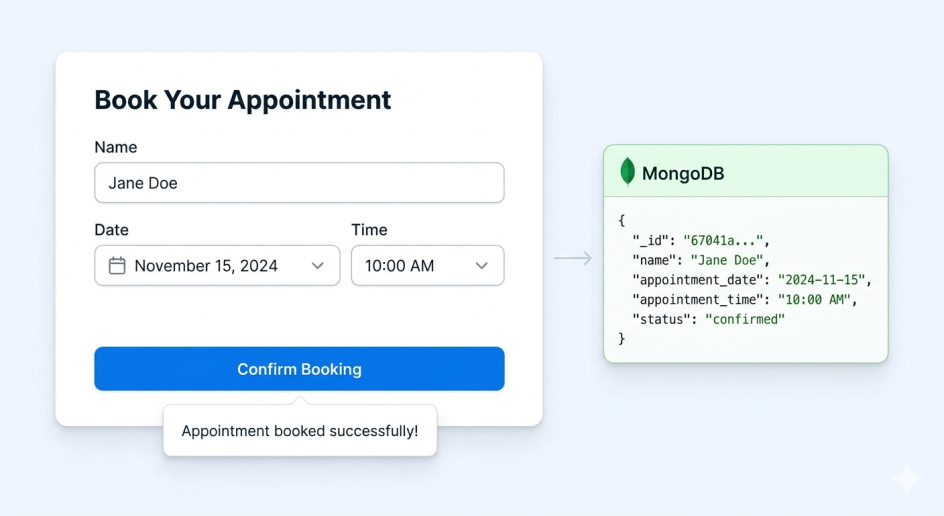 Book Your Appointment
Name
Jane Doe
Date
Time
November 15, 2024
10:00 AM
Confirm Booking
Appointment booked successfully!
MongoDB
{
"_id": "67041a...",
"name": "Jane Doe",
"appointment_date": "2024-11-15",
"appointment_time": "10:00 AM",
"status": "confirmed"
}